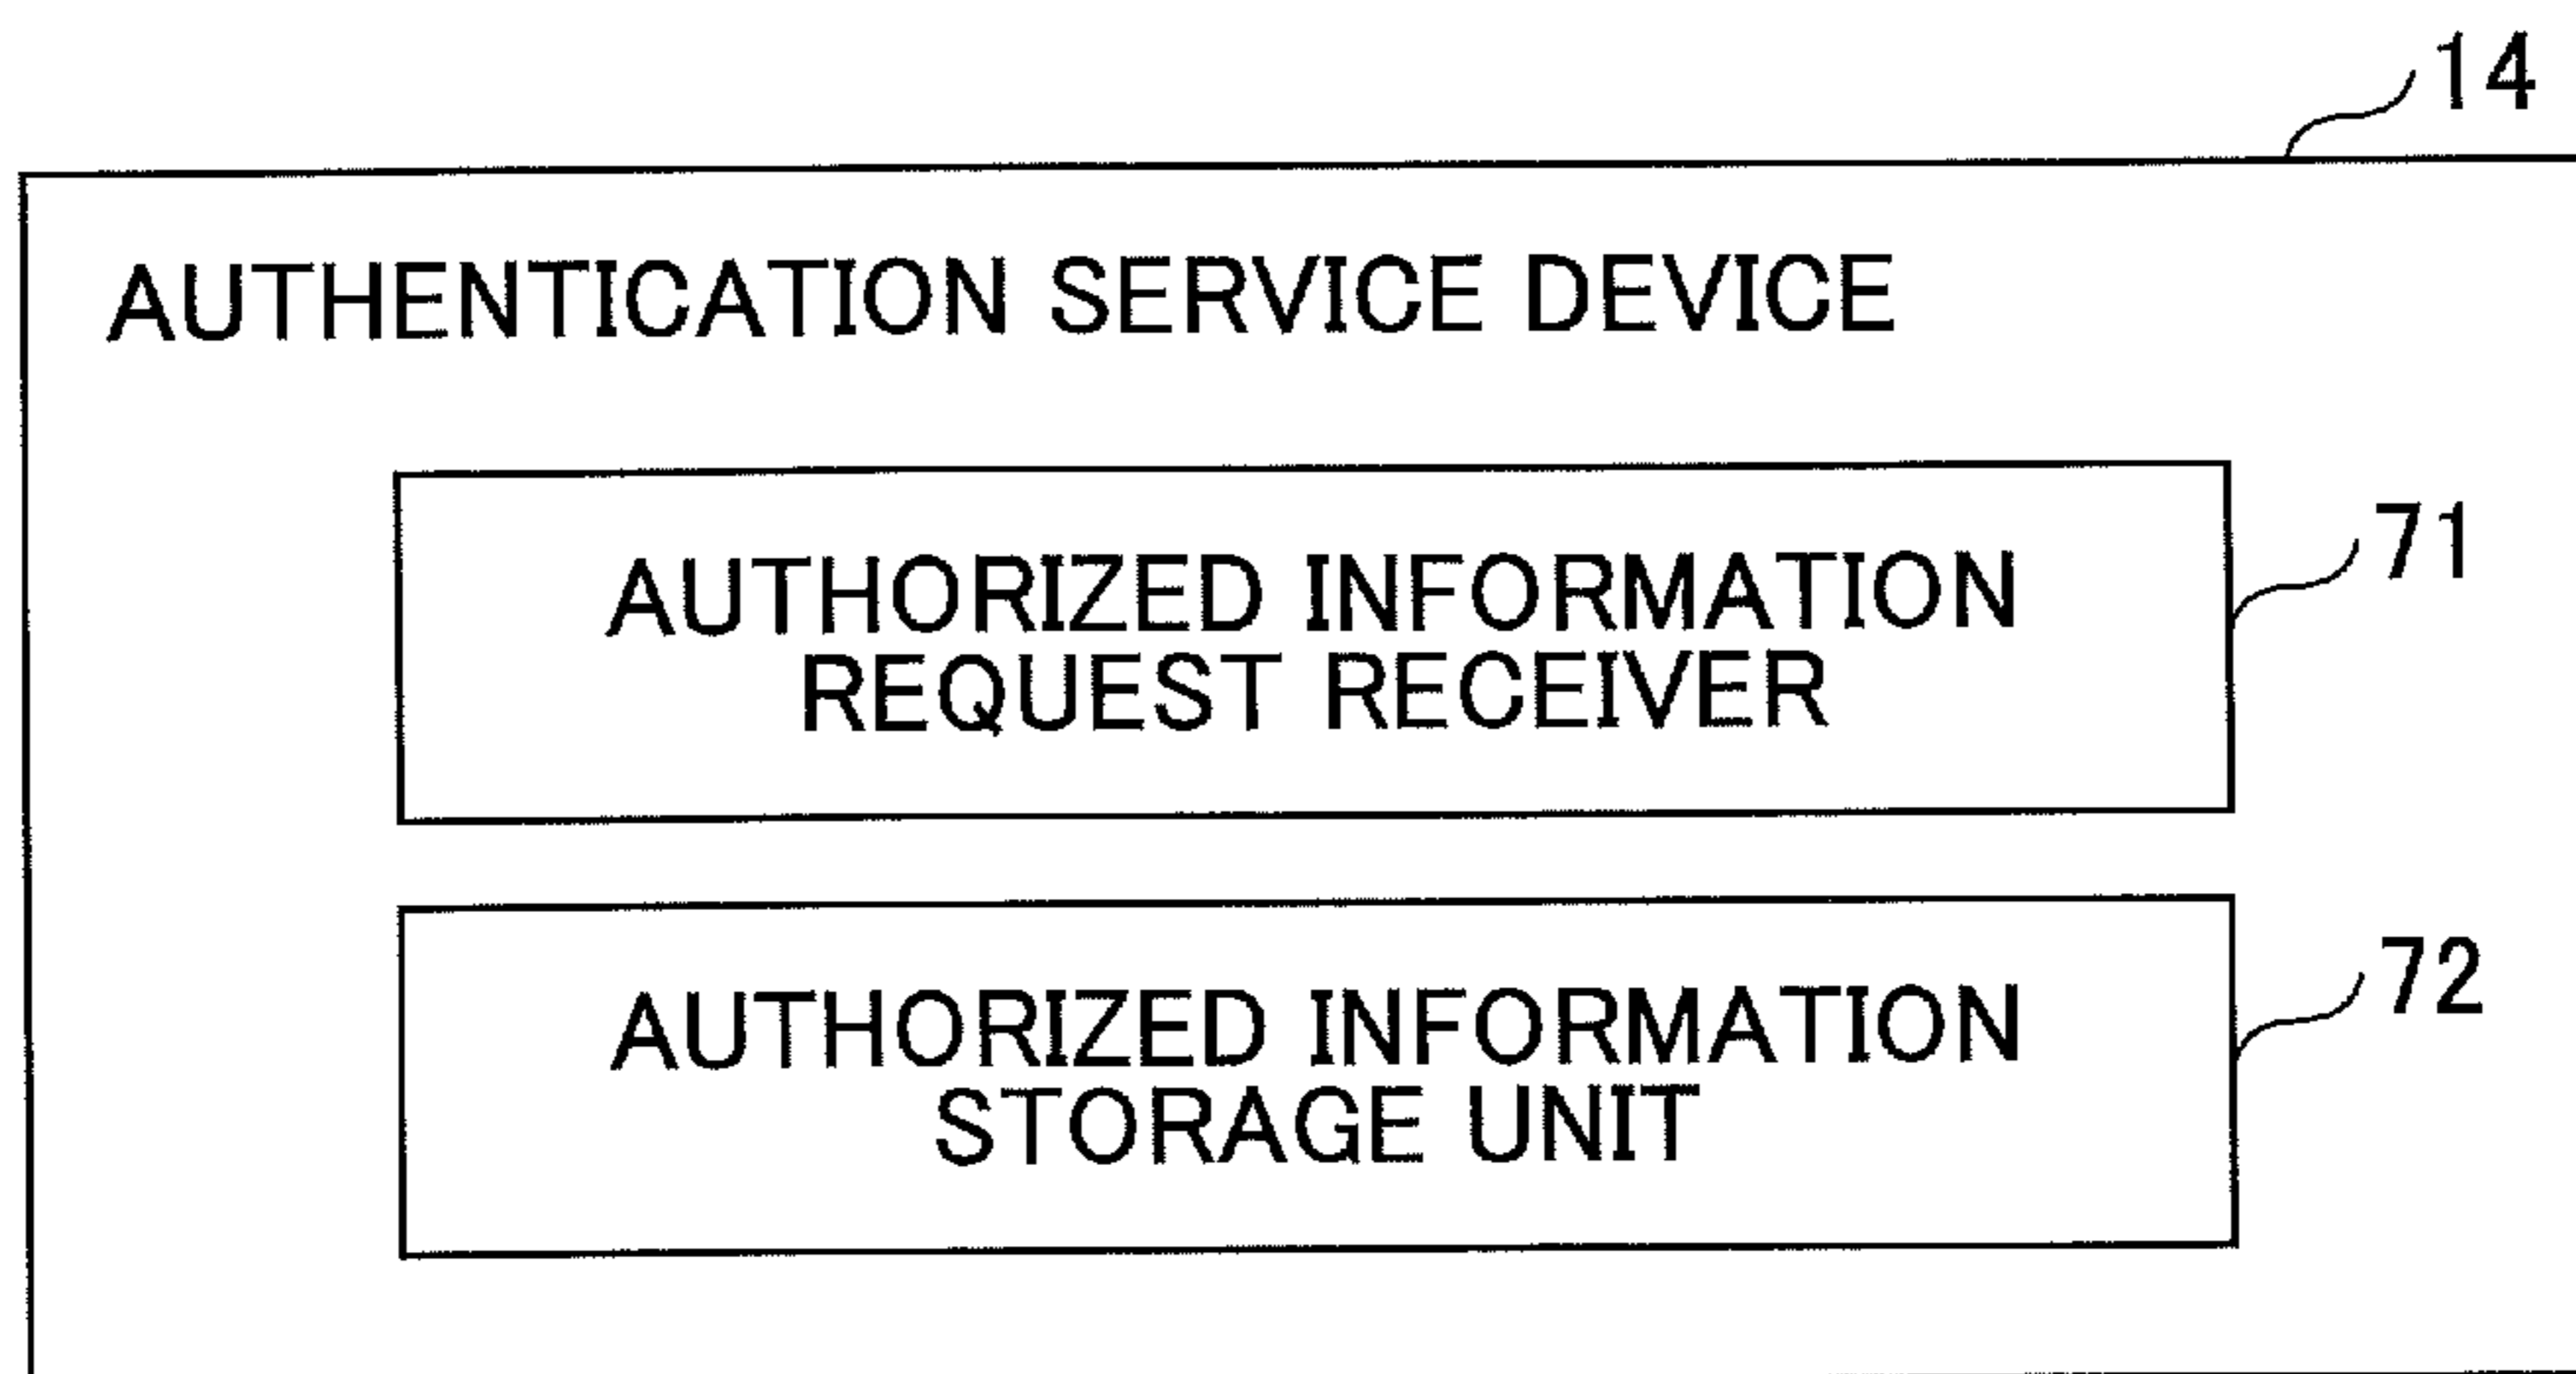 14
AUTHENTICATION SERVICE DEVICE
71
AUTHORIZED INFORMATION
REQUEST RECEIVER
72
AUTHORIZED INFORMATION
STORAGE UNIT